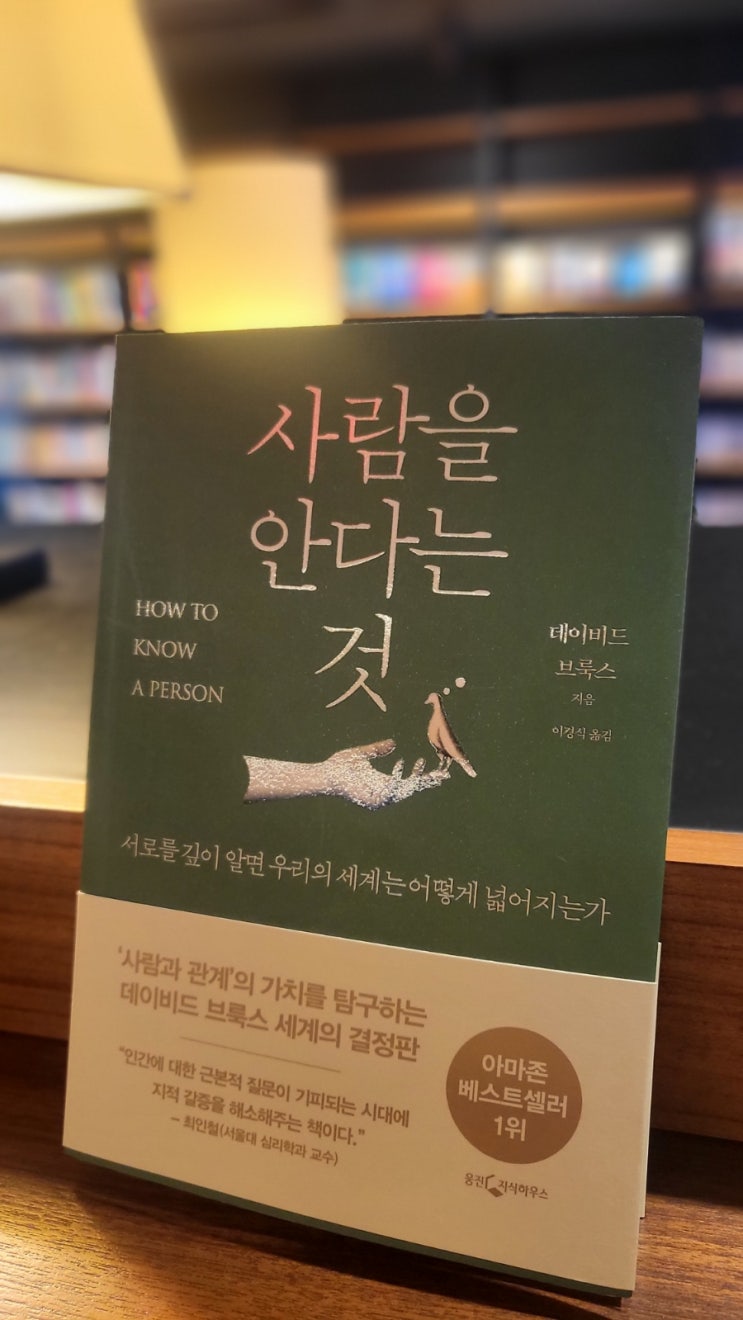 사람을
안다는
것
HOW TO
KNOW
A PERSON
데이비드
브룩스
지음
이경식 옮김
서로를 깊이 알면 우리의 세계는 어떻게 넓어지는가
‘사람과 관계’의 가치를 탐구하는
데이비드 브룩스 세계의 결정판
“인간에 대한 근본적 질문이 기피되는 시대에
지적 갈증을 해소해주는 책이다.”
– 최인철(서울대 심리학과 교수)
아마존
베스트셀러
1위
웅진 지식하우스